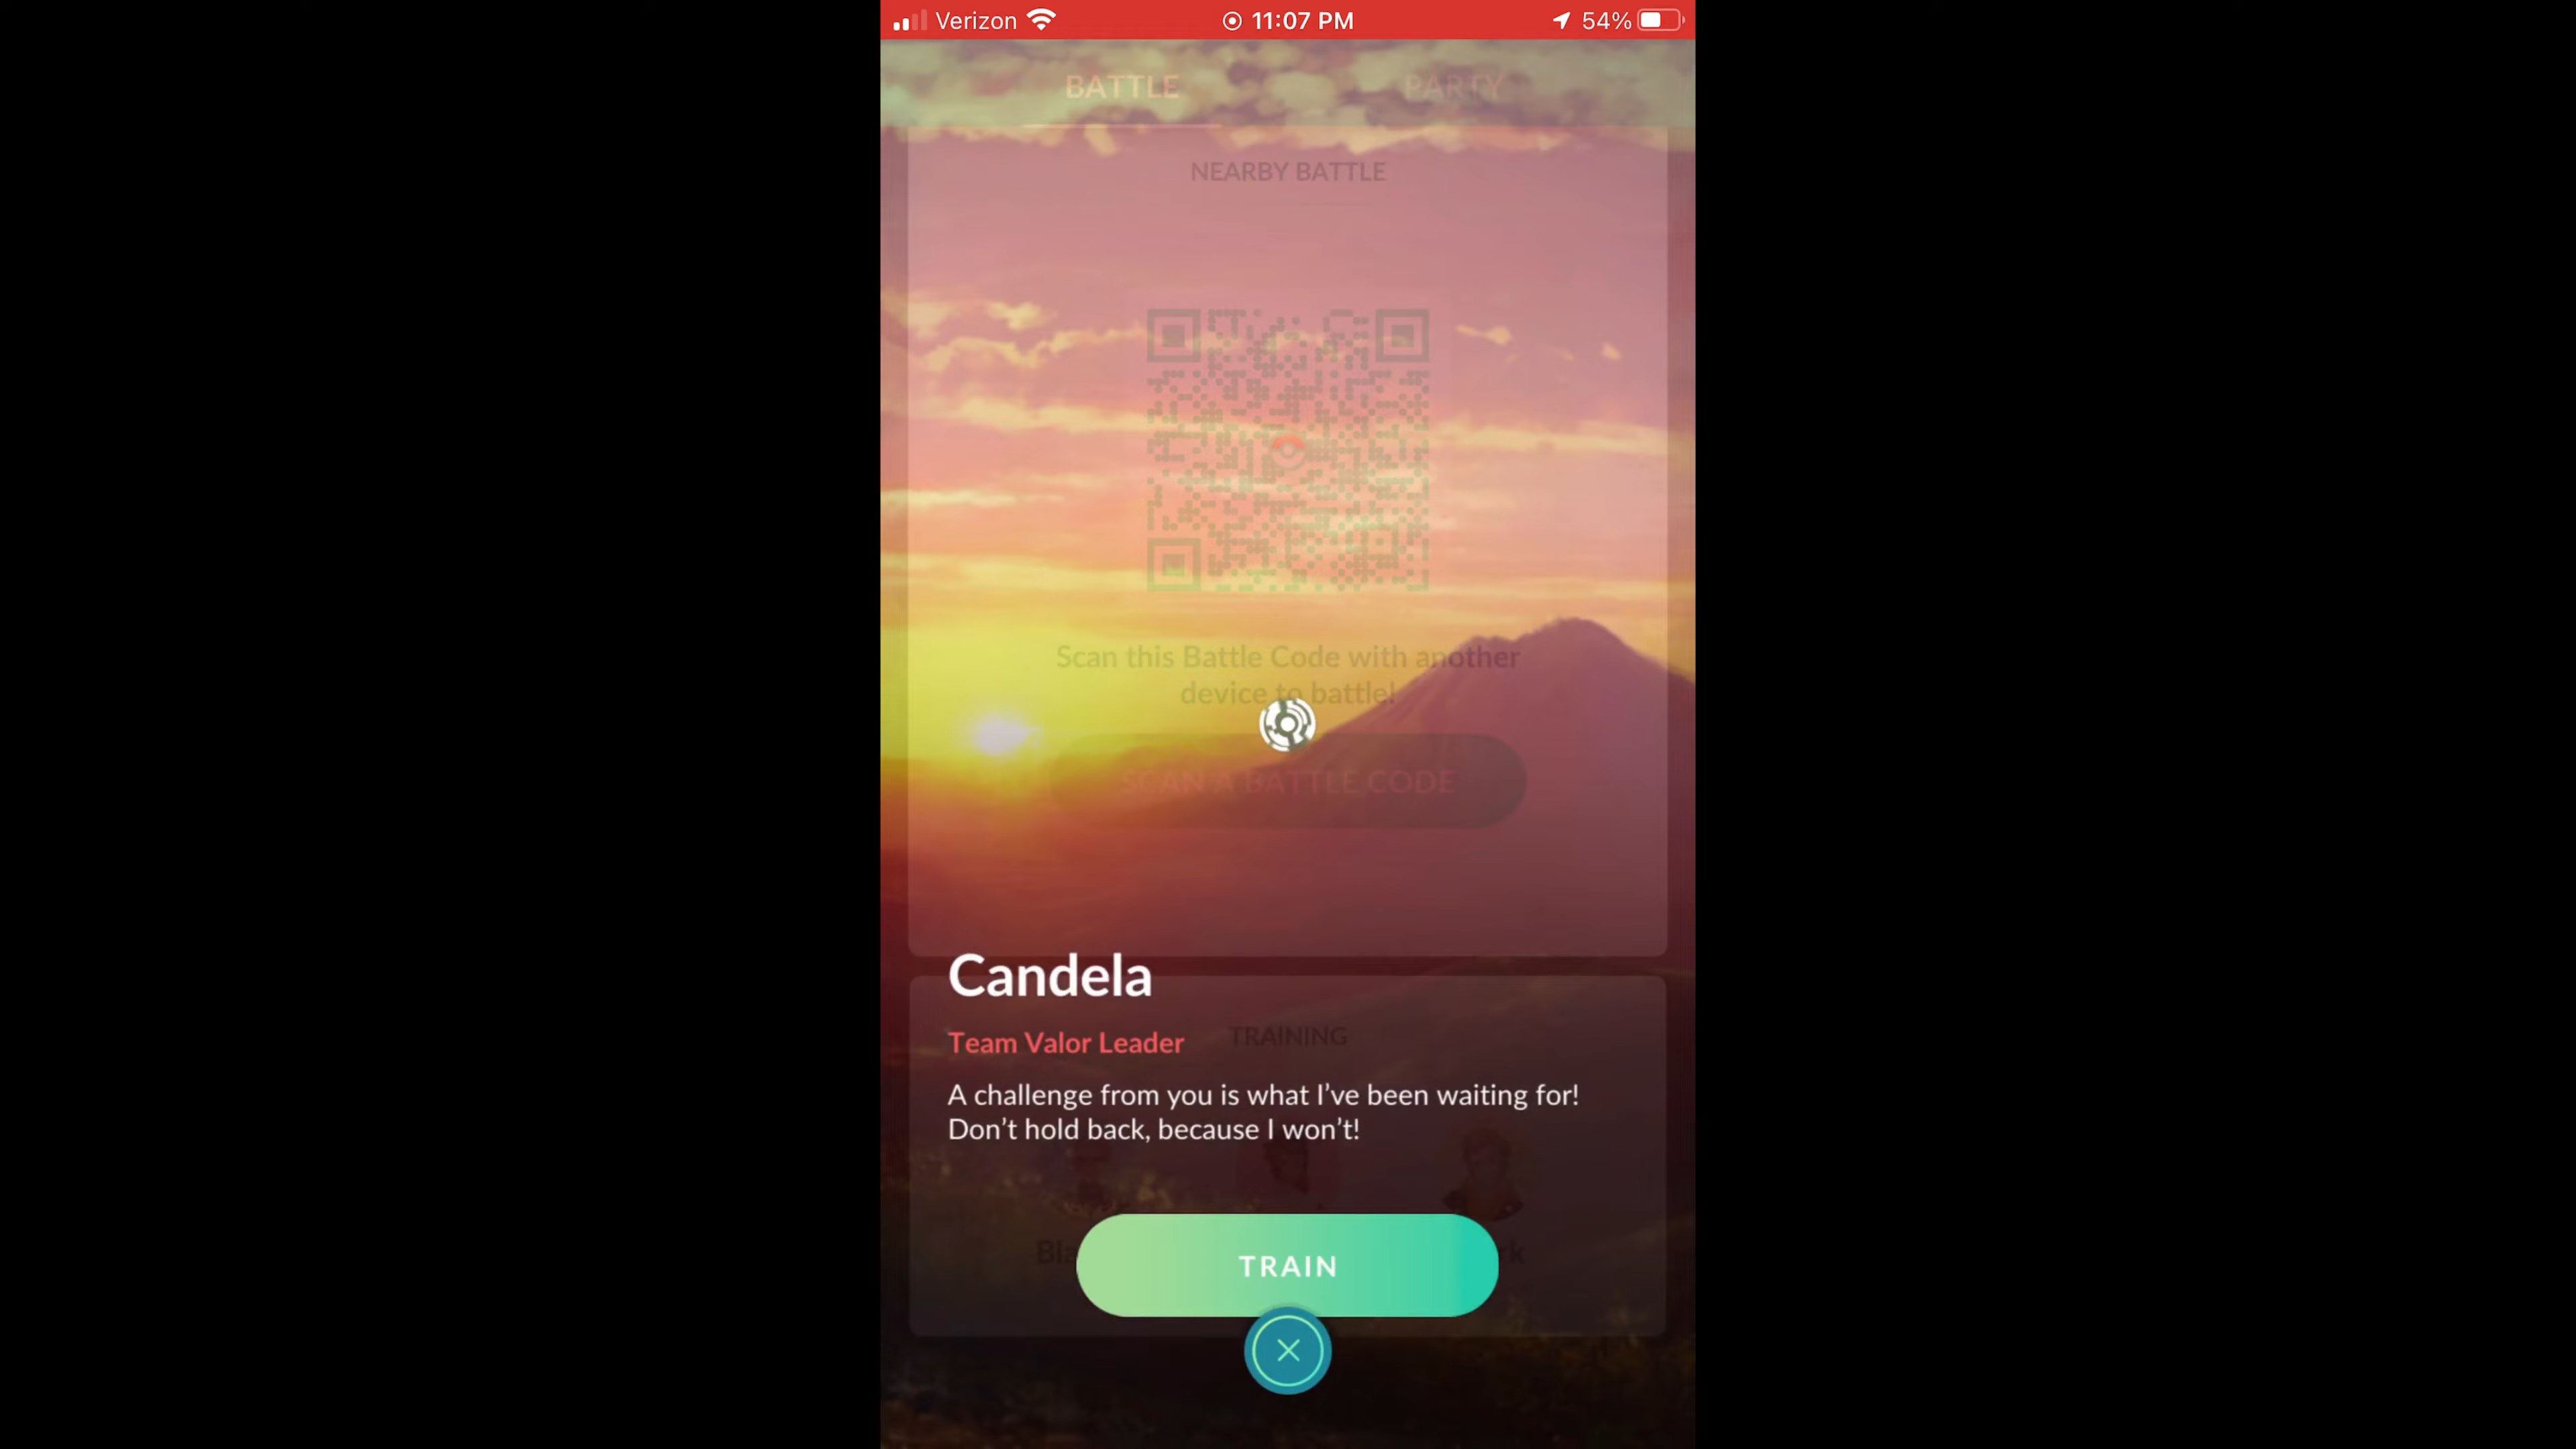 Verizon 11:07 PM 54%
BATTLE PARTY
NEARBY BATTLE
Scan this Battle Code with another
device to battle!
SCAN A BATTLE CODE
Candela
Team Valor Leader
TRAINING
A challenge from you is what I've been waiting for!
Don't hold back, because I won't!
TRAIN